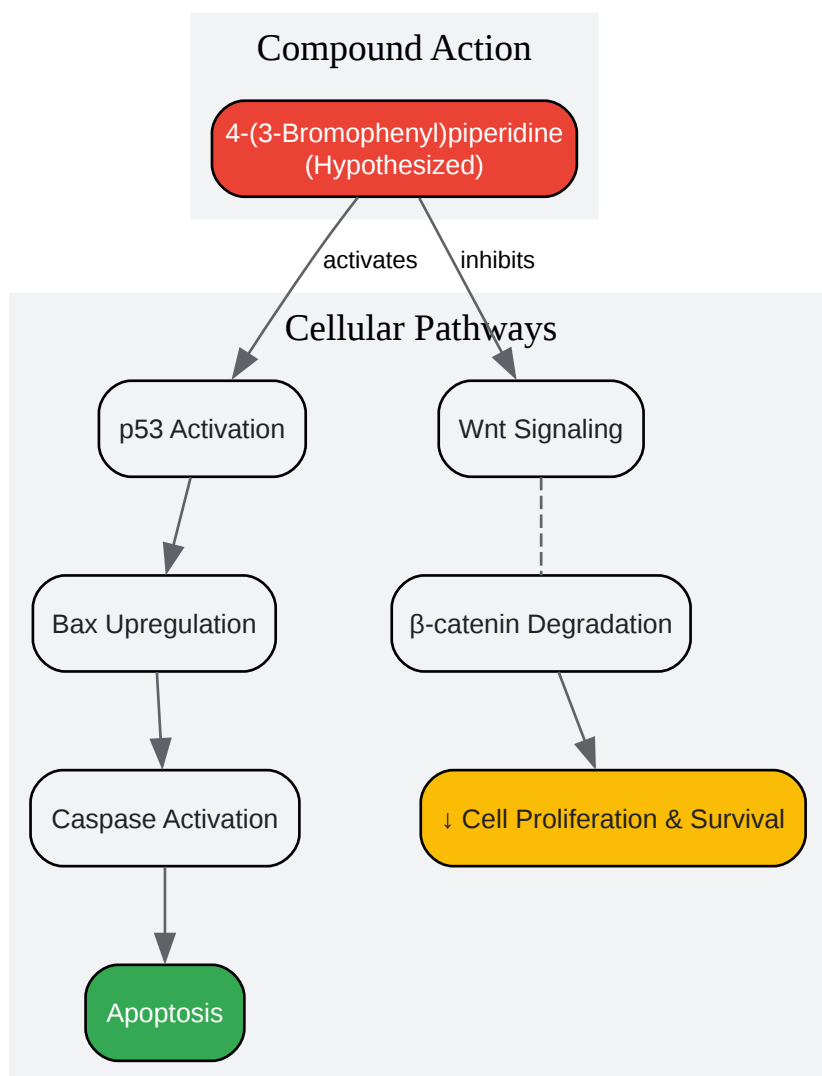 Compound Action
4-(3-Bromophenyl)piperidine
(Hypothesized)
activates
inhibits
Cellular Pathways
p53 Activation
Wnt Signaling
Bax Upregulation
β-catenin Degradation
Caspase Activation
↓ Cell Proliferation & Survival
Apoptosis